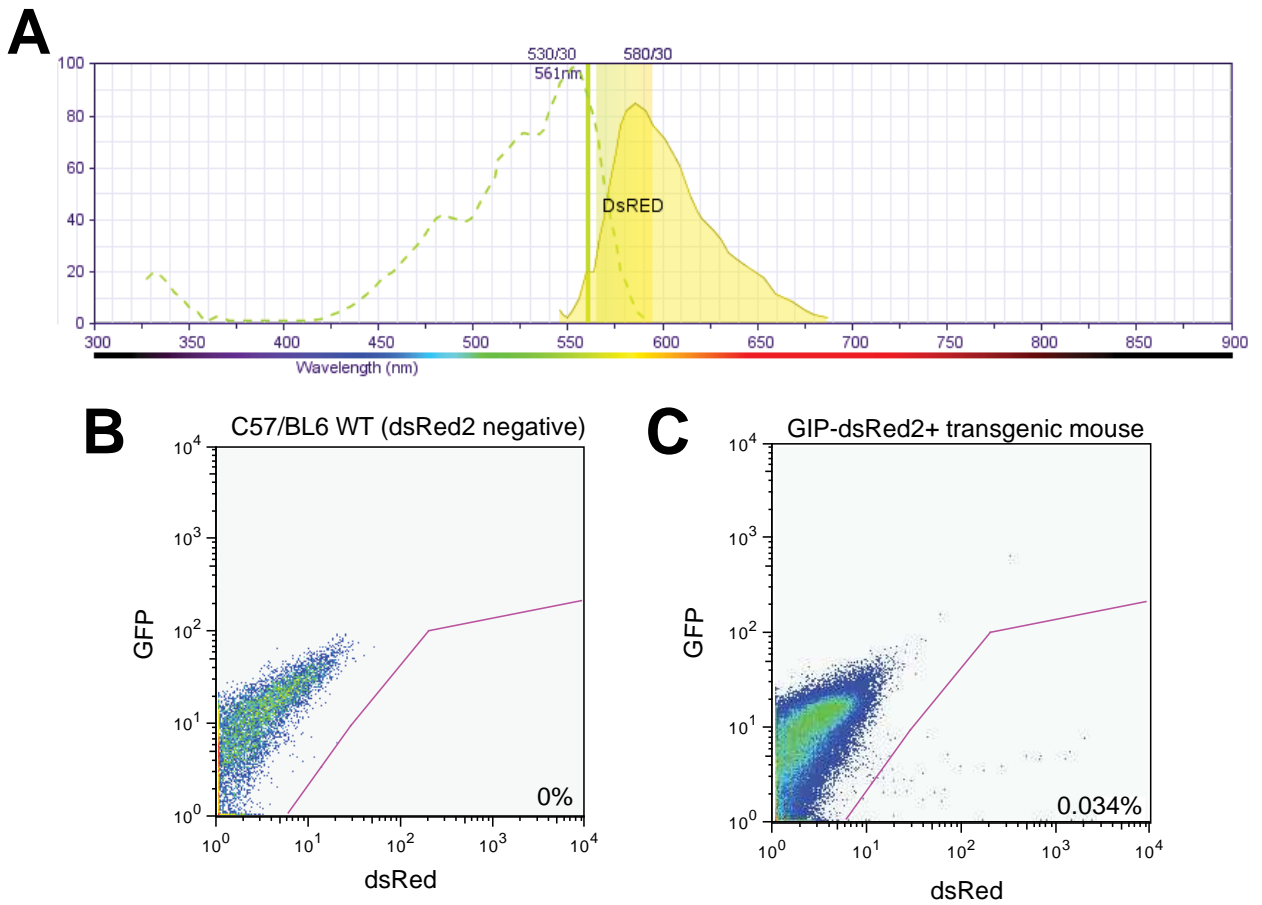 A
530/30 580/30
561nm
100
80
60
40
20
0
DsRED
300 350 400 450 500 550 600 650 700 750 800 850 900
Wavelength (nm)
B
C57/BL6 WT (dsRed2 negative)
10^4
10^3
10^2
10^1
10^0
GFP
0%
10^0 10^1 10^2 10^3 10^4
dsRed
C
GIP-dsRed2+ transgenic mouse
10^4
10^3
10^2
10^1
10^0
GFP
0.034%
10^0 10^1 10^2 10^3 10^4
dsRed